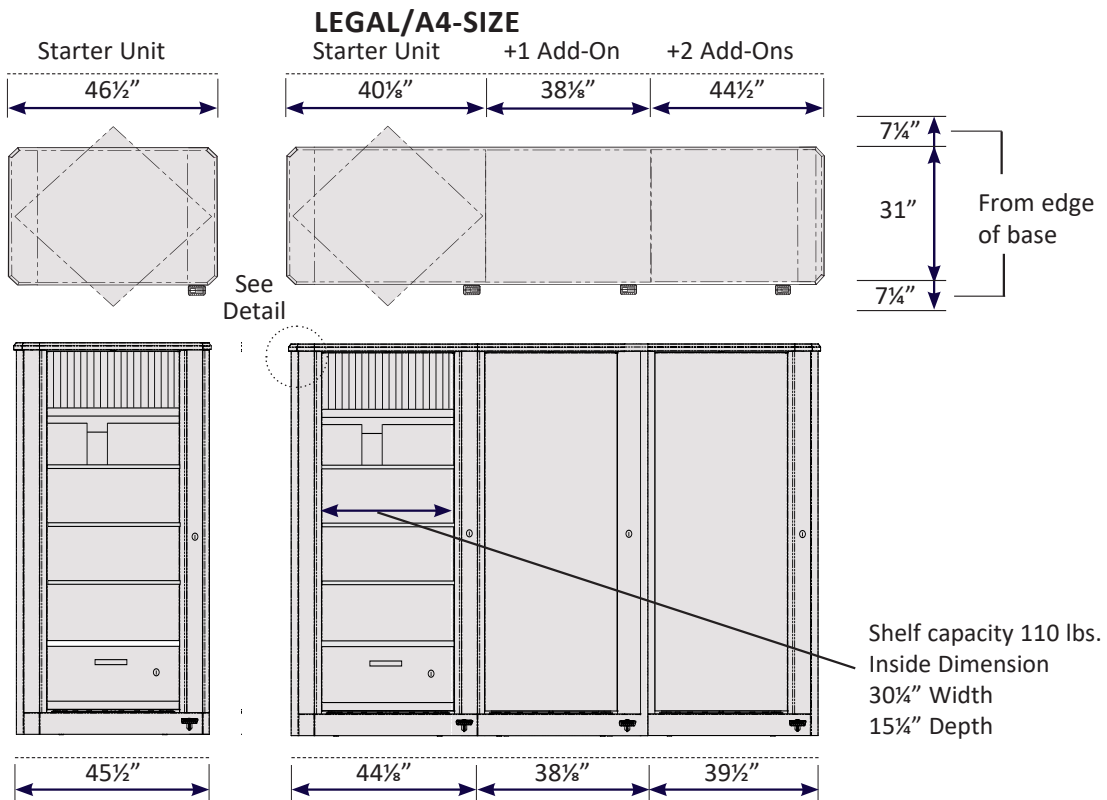 LEGAL/A4-SIZE
Starter Unit
Starter Unit
+1 Add-On
+2 Add-Ons
46½”
40⅛”
38⅛”
44½”
7¼”
31”
From edge
of base
7¼”
See
Detail
Shelf capacity 110 lbs.
Inside Dimension
30¼” Width
15¼” Depth
45½”
44⅛”
38⅛”
39½”